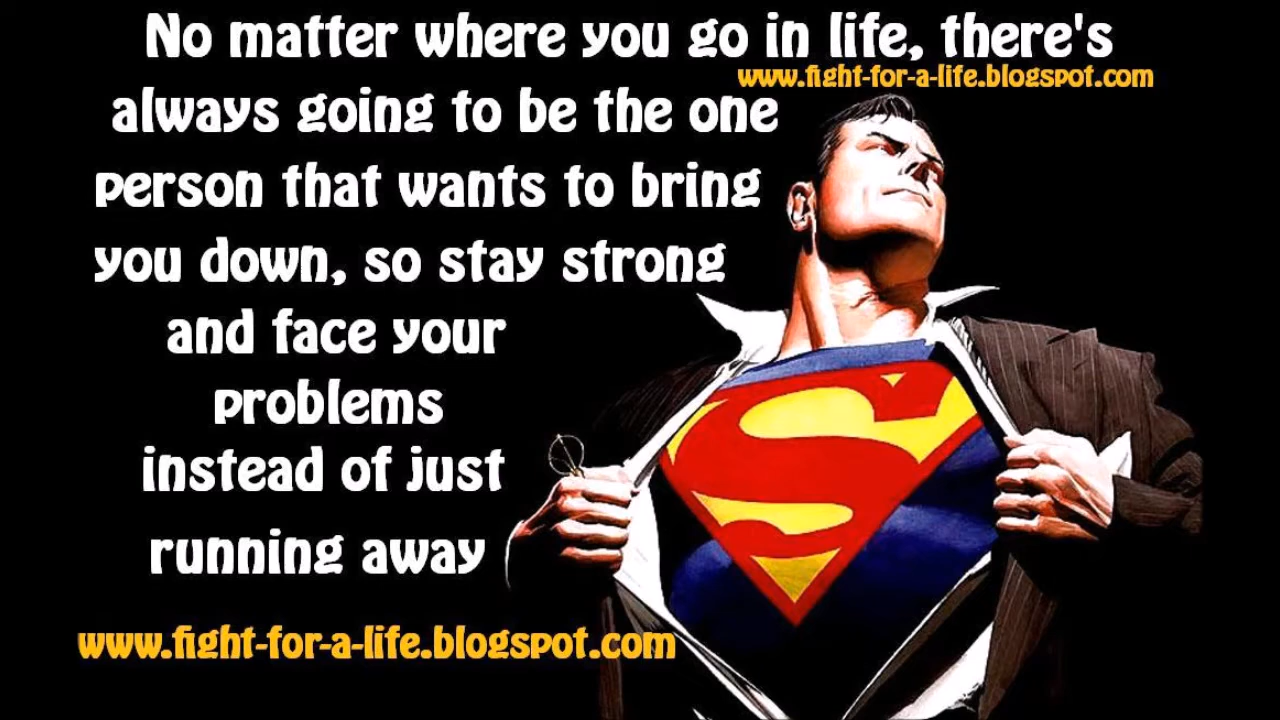 No matter where you go in life, there's
www.fight-for-a-life.blogspot.com
always going to be the one
person that wants to bring
you down, so stay strong
and face your
problems
instead of just
running away
www.fight-for-a-life.blogspot.com
S